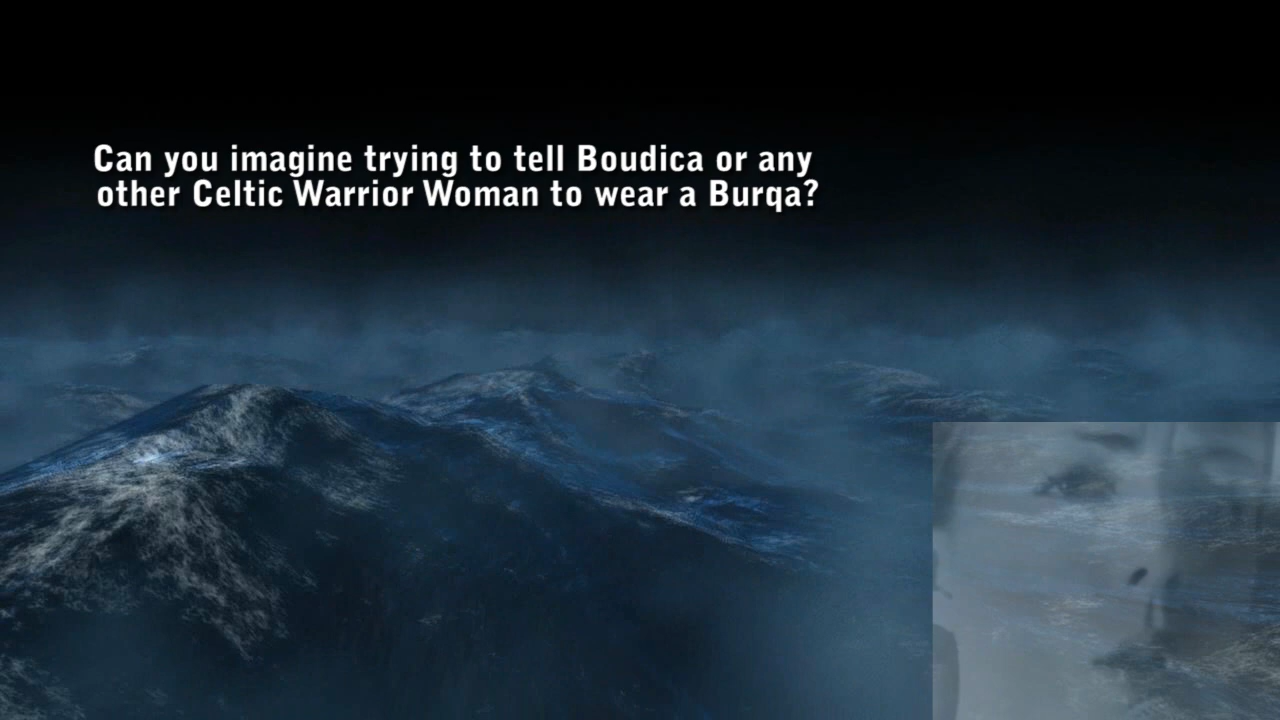 Can you imagine trying to tell Boudica or any
other Celtic Warrior Woman to wear a Burqa?